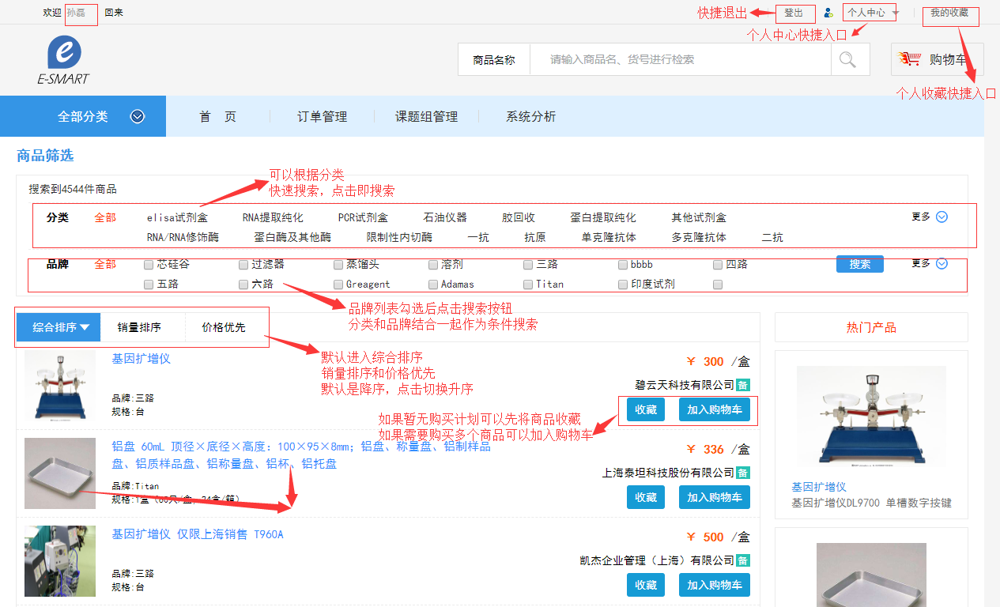 欢迎 孙磊 回来
快捷退出
登出
个人中心
我的收藏
个人中心快捷入口
e
E-SMART
商品名称
请输入商品名、货号进行检索
购物车
个人收藏快捷入口
全部分类
首 页
订单管理
课题组管理
系统分析
商品筛选
可以根据分类
快速搜索，点击即搜索
搜索到4544件商品
分类 全部 elisa试剂盒 RNA提取纯化 PCR试剂盒 石油仪器 胶回收 蛋白提取纯化 其他试剂盒 更多
RNA/RNA修饰酶 蛋白酶及其他酶 限制性内切酶 一抗 抗原 单克隆抗体 多克隆抗体 二抗
品牌 全部 芯硅谷 过滤器 蒸馏头 溶剂 三路 bbbb 四路 搜索 更多
五路 六路 Greagent Adamas Titan 印度试剂
品牌列表勾选后点击搜索按钮
分类和品牌结合一起作为条件搜索
综合排序 销量排序 价格优先
热门产品
默认进入综合排序
销量排序和价格优先
默认是降序，点击切换升序
基因扩增仪
品牌:三路
规格:台
￥ 300 /盒
碧云天科技有限公司 备
收藏 加入购物车
如果暂无购买计划可以先将商品收藏
如果需要购买多个商品可以加入购物车
铝盘 60mL 顶径×底径×高度：100×95×8mm；铝盘、称量盘、铝制样品
盘、铝质样品盘、铝称量盘、铝杯、铝托盘
品牌:Titan
规格:1盒（60只/盒，24盒/箱）
￥ 336 /盒
上海泰坦科技股份有限公司 备
收藏 加入购物车
基因扩增仪
基因扩增仪DL9700 单槽数字按键
基因扩增仪 仅限上海销售 T960A
品牌:三路
规格:台
￥ 500 /盒
凯杰企业管理（上海）有限公司 备
收藏 加入购物车